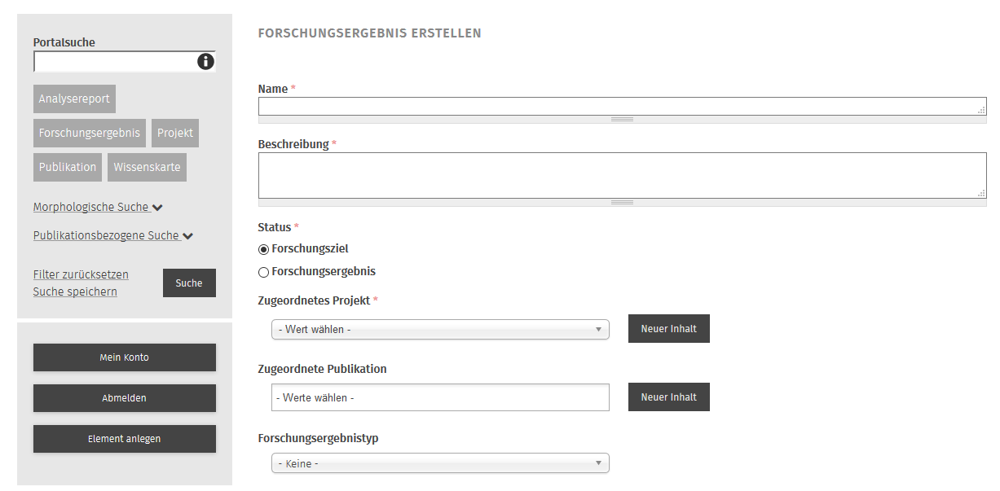 Portalsuche
Analysereport
Forschungsergebnis Projekt
Publikation Wissenskarte
Morphologische Suche
Publikationsbezogene Suche
Filter zurücksetzen
Suche speichern
Suche
Mein Konto
Abmelden
Element anlegen
FORSCHUNGSERGEBNIS ERSTELLEN
Name *
Beschreibung *
Status *
Forschungsziel
Forschungsergebnis
Zugeordnetes Projekt *
- Wert wählen - Neuer Inhalt
Zugeordnete Publikation
- Werte wählen - Neuer Inhalt
Forschungsergebnistyp
- Keine -